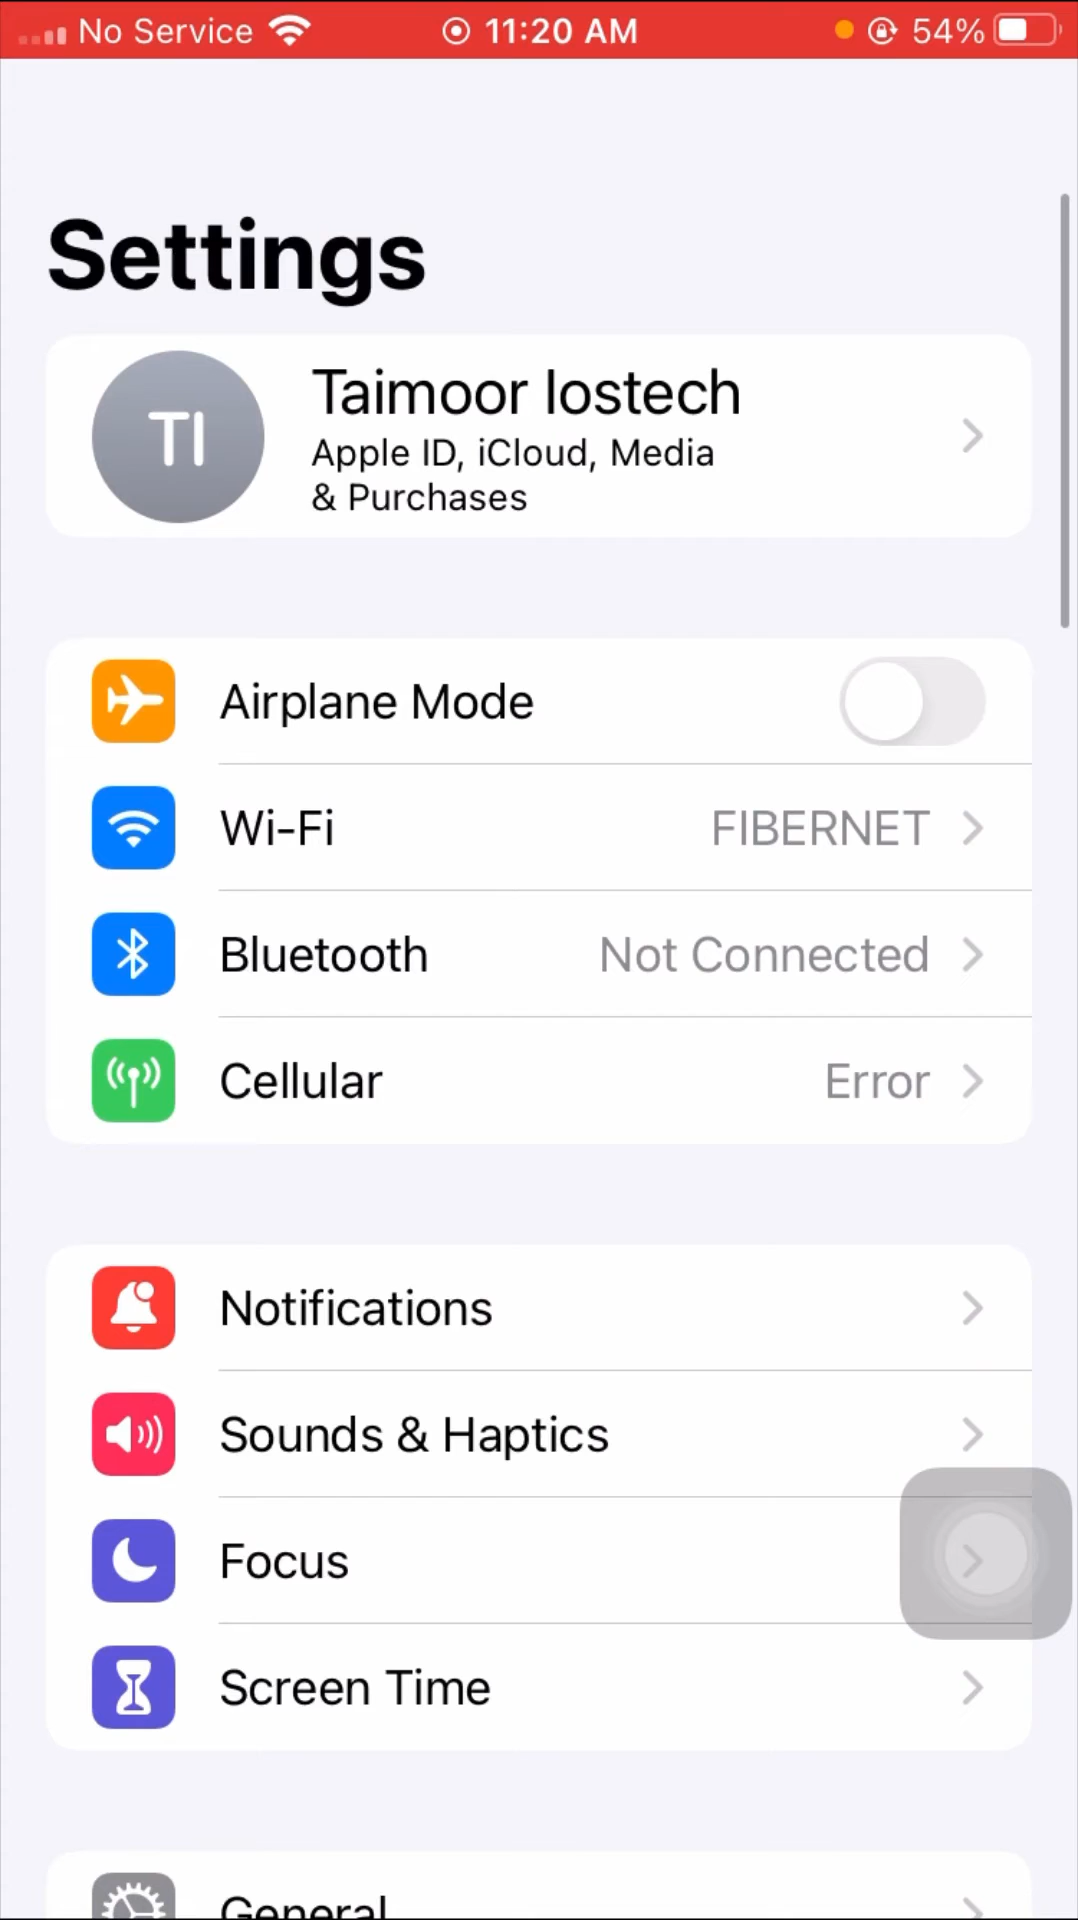 No Service 11:20 AM 54%
Settings
TI
Taimoor Iostech
Apple ID, iCloud, Media
& Purchases
Airplane Mode
Wi-Fi FIBERNET
Bluetooth Not Connected
Cellular Error
Notifications
Sounds & Haptics
Focus
Screen Time
General